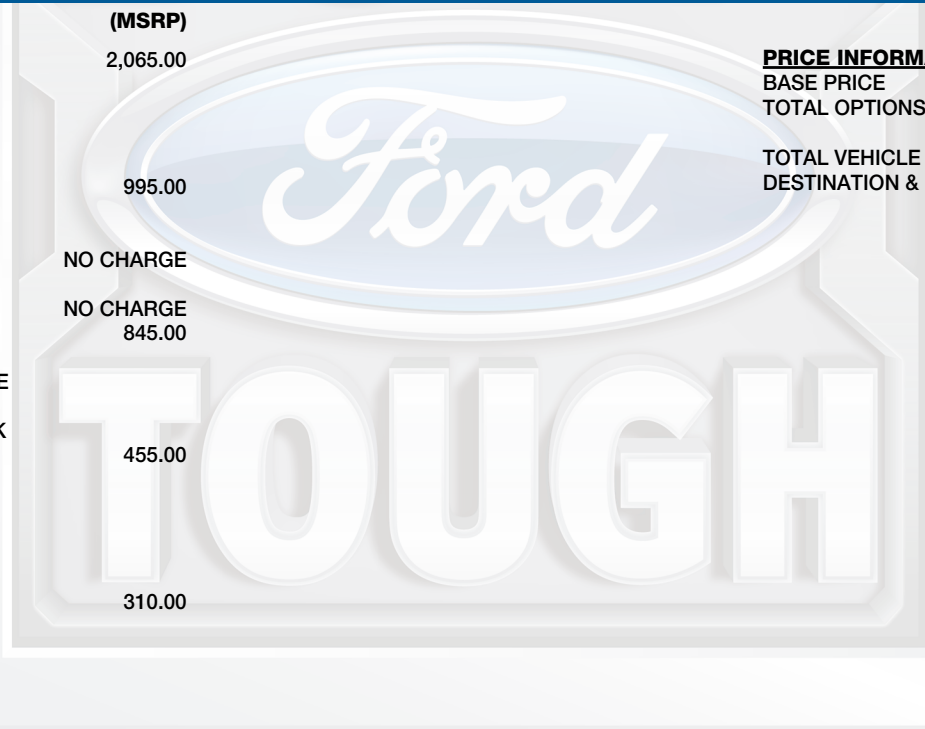 (MSRP)
2,065.00
995.00
NO CHARGE
NO CHARGE
845.00
E
K
455.00
310.00
PRICE INFORMA
BASE PRICE
TOTAL OPTIONS
TOTAL VEHICLE
DESTINATION &
Ford
TOUGH